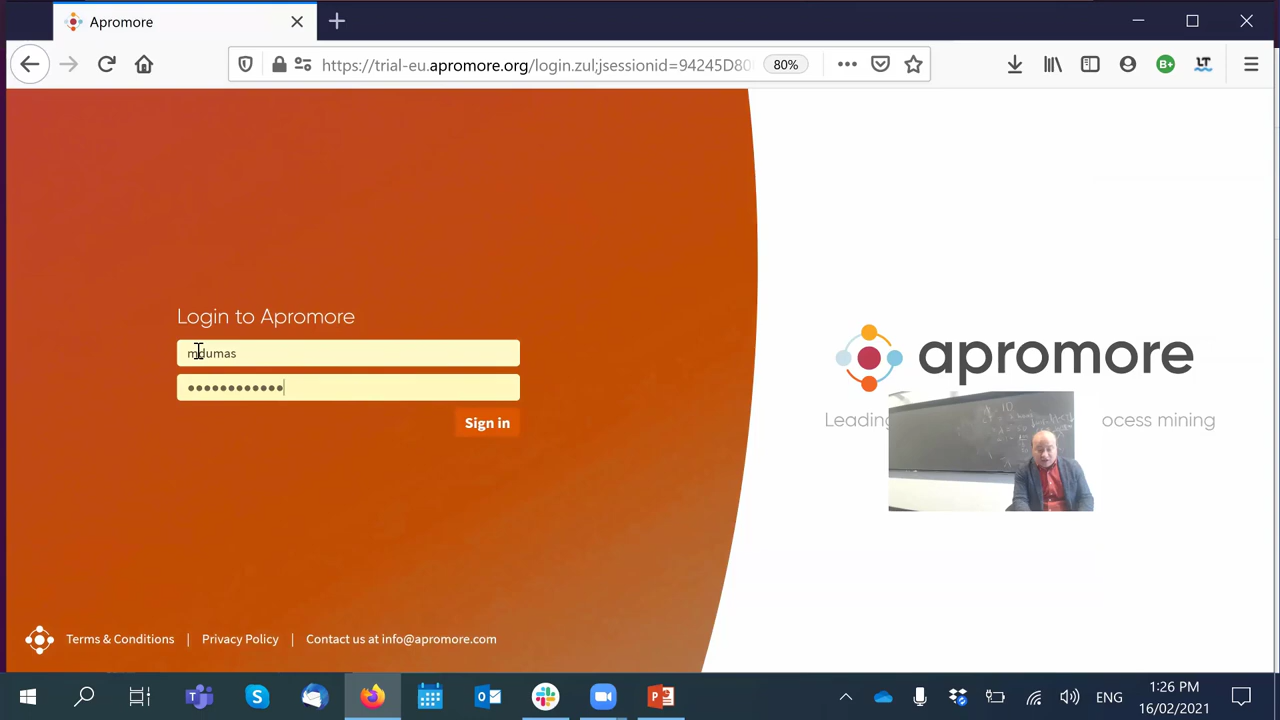 Apromore
https://trial-eu.apromore.org/login.zul;jsessionid=94245D80
80%
Login to Apromore
mdumas
Sign in
apromore
Leading
ocess mining
Terms & Conditions | Privacy Policy | Contact us at info@apromore.com
ENG
1:26 PM
16/02/2021